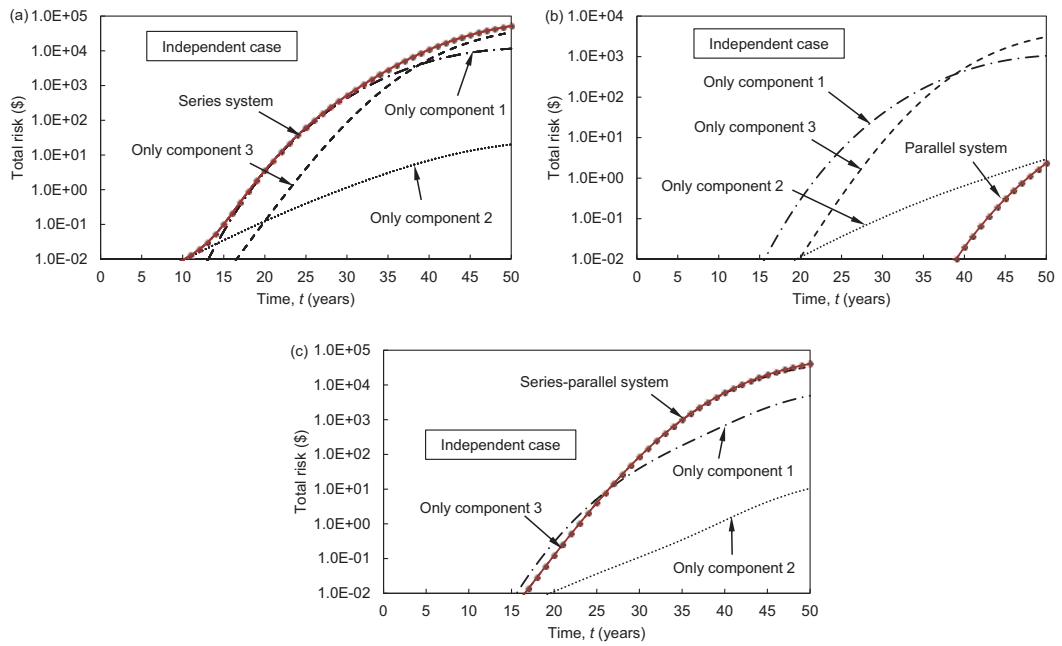 (a)
1.0E+05
1.0E+04
1.0E+03
1.0E+02
1.0E+01
1.0E+00
1.0E-01
1.0E-02
Total risk ($)
Independent case
Series system
Only component 3
Only component 1
Only component 2
0 5 10 15 20 25 30 35 40 45 50
Time, t (years)
(b)
1.0E+04
1.0E+03
1.0E+02
1.0E+01
1.0E+00
1.0E-01
1.0E-02
Total risk ($)
Independent case
Only component 1
Only component 3
Parallel system
Only component 2
0 5 10 15 20 25 30 35 40 45 50
Time, t (years)
(c)
1.0E+05
1.0E+04
1.0E+03
1.0E+02
1.0E+01
1.0E+00
1.0E-01
1.0E-02
Total risk ($)
Series-parallel system
Independent case
Only component 1
Only component 3
Only component 2
0 5 10 15 20 25 30 35 40 45 50
Time, t (years)